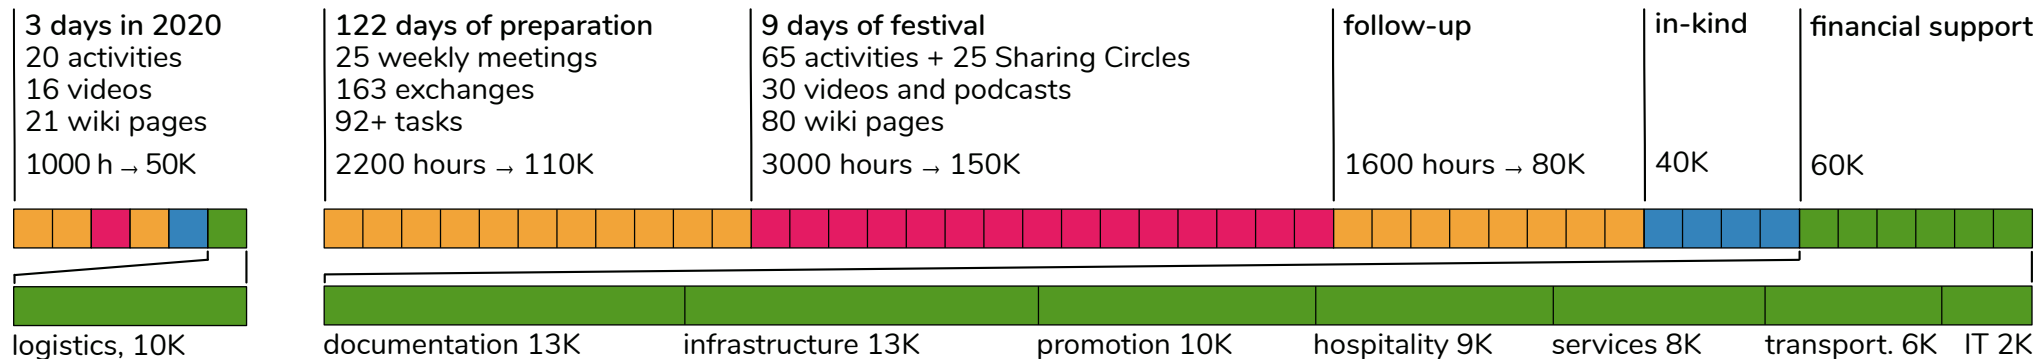 3 days in 2020
20 activities
16 videos
21 wiki pages
1000 h → 50K
122 days of preparation
25 weekly meetings
163 exchanges
92+ tasks
2200 hours → 110K
9 days of festival
65 activities + 25 Sharing Circles
30 videos and podcasts
80 wiki pages
3000 hours → 150K
follow-up
1600 hours → 80K
in-kind
40K
financial support
60K
logistics, 10K
documentation 13K
infrastructure 13K
promotion 10K
hospitality 9K
services 8K
transport. 6K
IT 2K